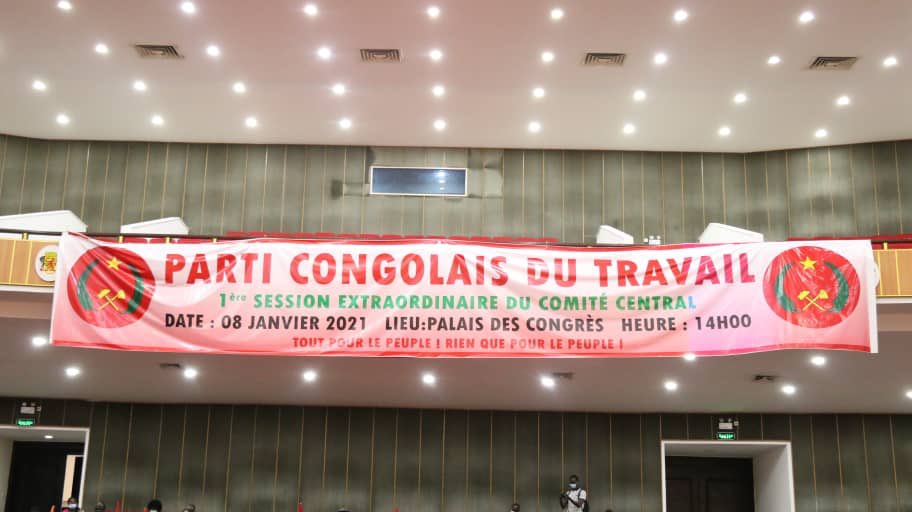 PARTI CONGOLAIS DU TRAVAIL
1ère SESSION EXTRAORDINAIRE DU COMITÉ CENTRAL
DATE : 08 JANVIER 2021 LIEU:PALAIS DES CONGRÈS HEURE : 14H00
TOUT POUR LE PEUPLE ! RIEN QUE POUR LE PEUPLE !